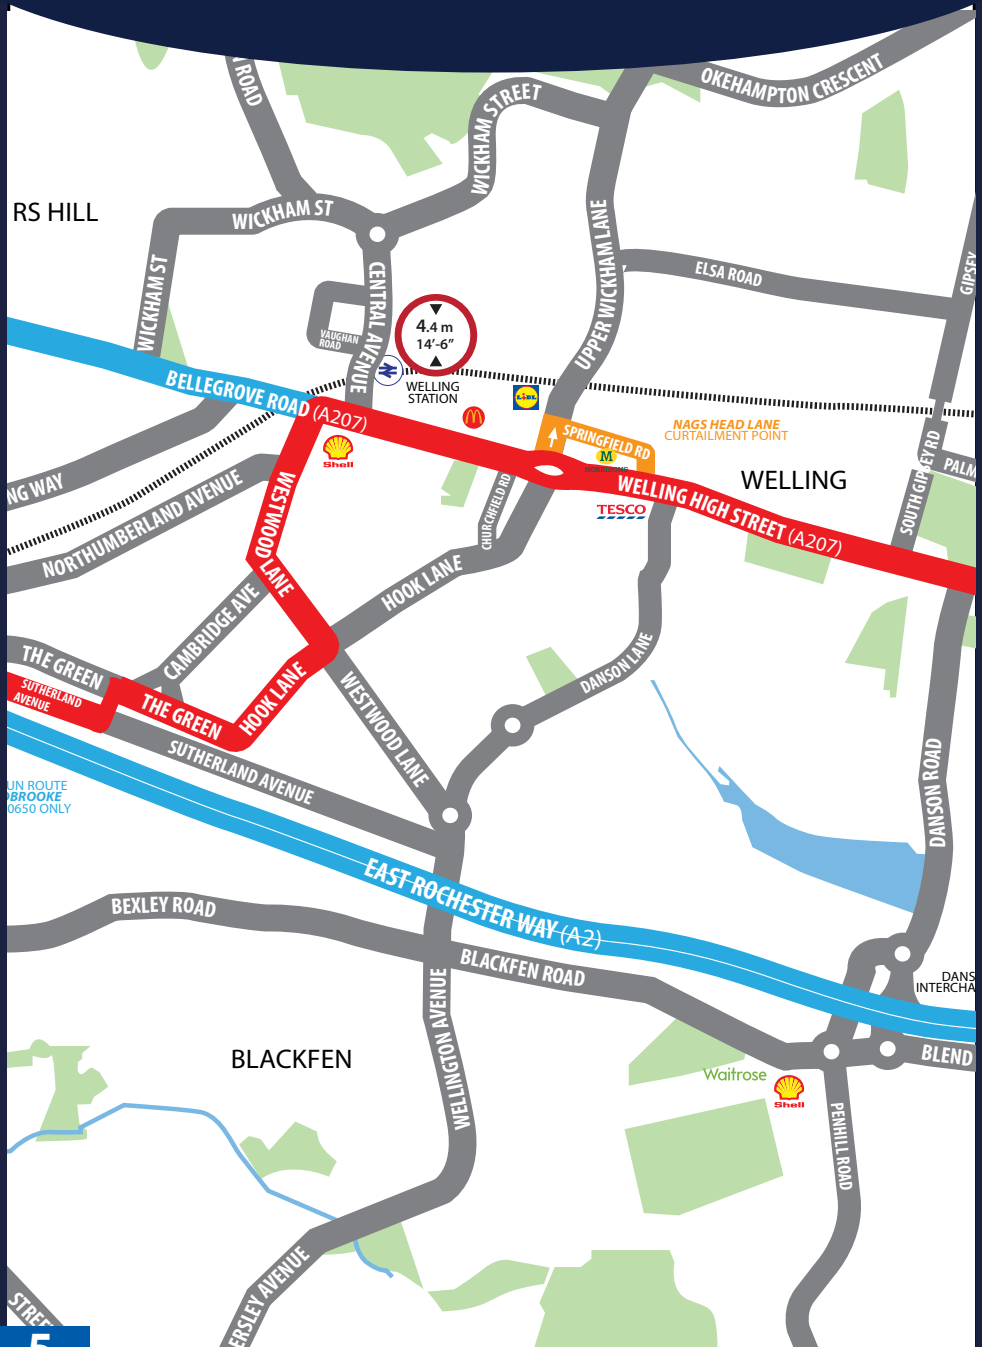 N ROAD
OKEHAMPTON CRESCENT
WICKHAM STREET
RS HILL
WICKHAM ST
WICKHAM ST
CENTRAL AVENUE
UPPER WICKHAM LANE
ELSA ROAD
GIPSEY
VAUGHAN
ROAD
4.4 m
14'-6"
WELLING
STATION
LIDL
BELLEGROVE ROAD (A207)
Shell
SPRINGFIELD RD
NAGS HEAD LANE
CURTAILMENT POINT
M
MORRISONS
WELLING
TESCO
WELLING HIGH STREET (A207)
SOUTH GIPSEY RD
PALM
NG WAY
NORTHUMBERLAND AVENUE
WESTWOOD LANE
CHURCHFIELD RD
HOOK LANE
CAMBRIDGE AVE
THE GREEN
SUTHERLAND
AVENUE
THE GREEN
HOOK LANE
WESTWOOD LANE
DANSON LANE
SUTHERLAND AVENUE
DANSON ROAD
UN ROUTE
DBROOKE
0650 ONLY
EAST ROCHESTER WAY (A2)
BEXLEY ROAD
BLACKFEN ROAD
DANS
INTERCHA
WELLINGTON AVENUE
BLACKFEN
BLEND
Waitrose
Shell
PENHILL ROAD
ERSLEY AVENUE
STREE
5